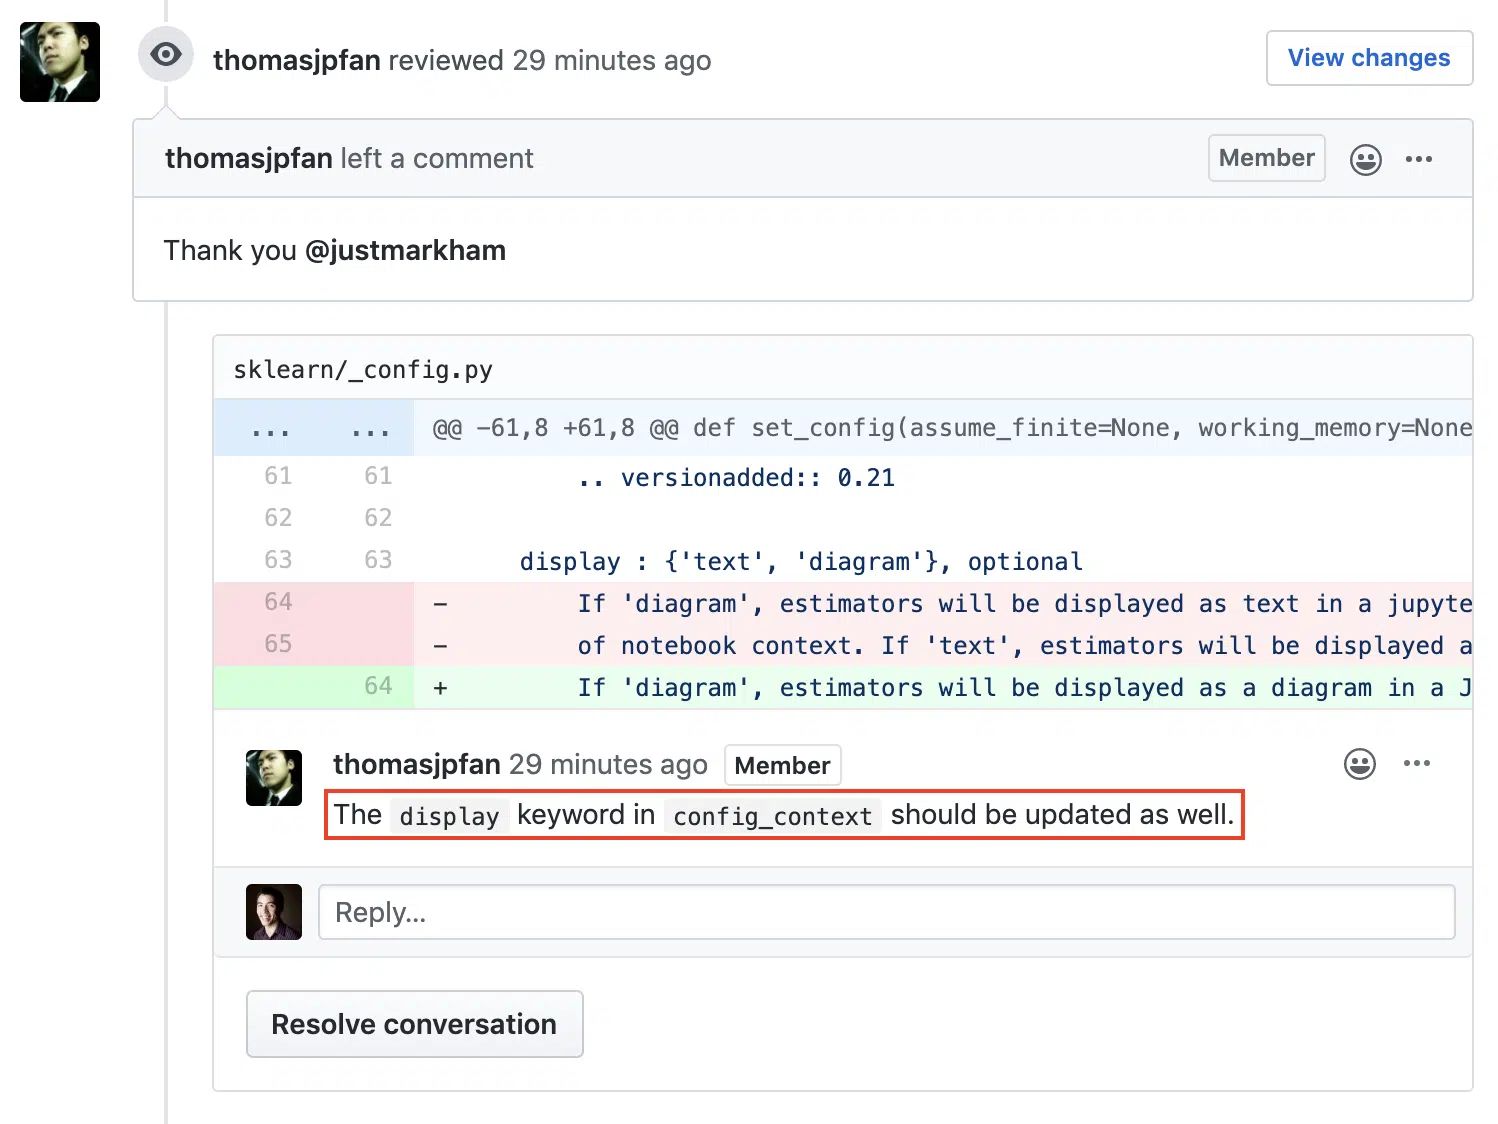 thomasjpfan reviewed 29 minutes ago
View changes
thomasjpfan left a comment
Member
Thank you @justmarkham
sklearn/_config.py
... ... @@ -61,8 +61,8 @@ def set_config(assume_finite=None, working_memory=None
61 61 .. versionadded:: 0.21
62 62
63 63 display : {'text', 'diagram'}, optional
64 - If 'diagram', estimators will be displayed as text in a jupyte
65 - of notebook context. If 'text', estimators will be displayed a
64 + If 'diagram', estimators will be displayed as a diagram in a J
thomasjpfan 29 minutes ago Member
The display keyword in config_context should be updated as well.
Reply...
Resolve conversation